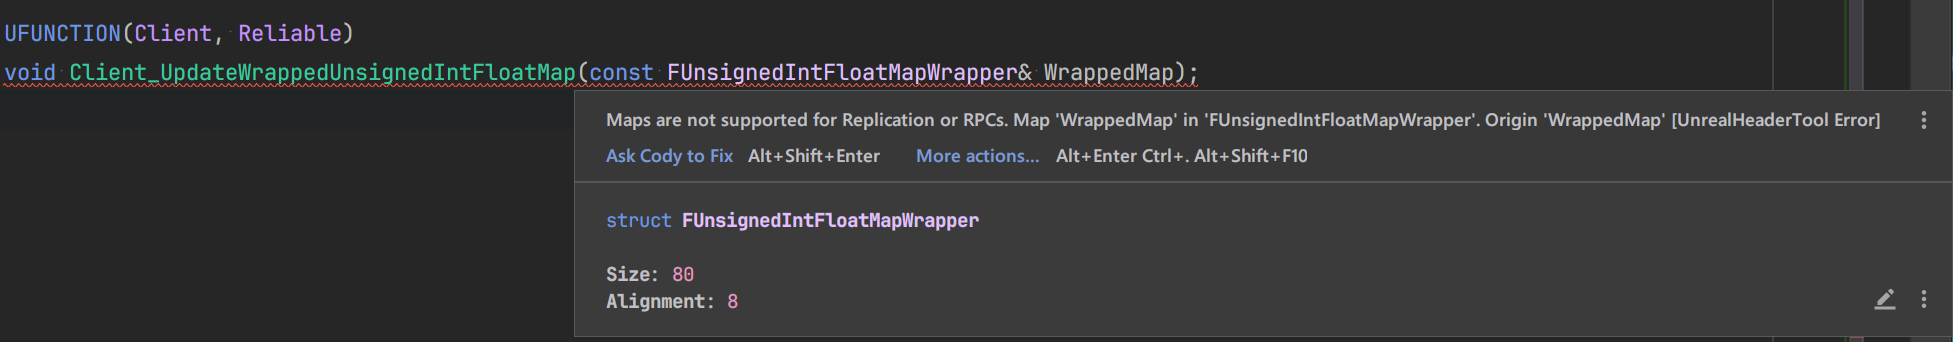 UFUNCTION(Client, Reliable)
void Client_UpdateWrappedUnsignedIntFloatMap(const FUnsignedIntFloatMapWrapper& WrappedMap);
Maps are not supported for Replication or RPCs. Map 'WrappedMap' in 'FUnsignedIntFloatMapWrapper'. Origin 'WrappedMap' [UnrealHeaderTool Error]
Ask Cody to Fix Alt+Shift+Enter More actions... Alt+Enter Ctrl+. Alt+Shift+F10
struct FUnsignedIntFloatMapWrapper
Size: 80
Alignment: 8